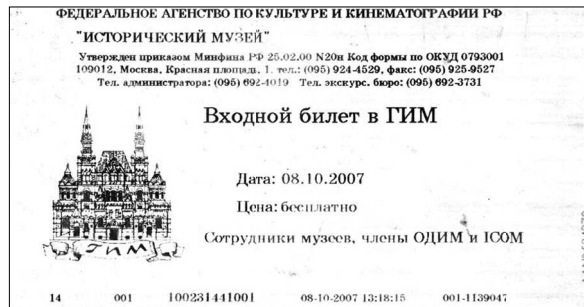 ФЕДЕРАЛЬНОЕ АГЕНСТВО ПО КУЛЬТУРЕ И КИНЕМАТОГРАФИИ РФ
"ИСТОРИЧЕСКИЙ МУЗЕЙ"
Утвержден приказом Минфина РФ 25.02.00 N20н Код формы по ОКУД 0793001
109012, Москва, Красная площадь, 1. тел.: (095) 924-4529, факс: (095) 925-9527
Тел. администратора: (095) 692-4019 Тел. экскурс. бюро: (095) 692-3731
Входной билет в ГИМ
Дата: 08.10.2007
Цена: бесплатно
ГИМ
Сотрудники музеев, члены ОДИМ и ICOM
14 001 100231441001 08-10-2007 13:18:15 001-1139047